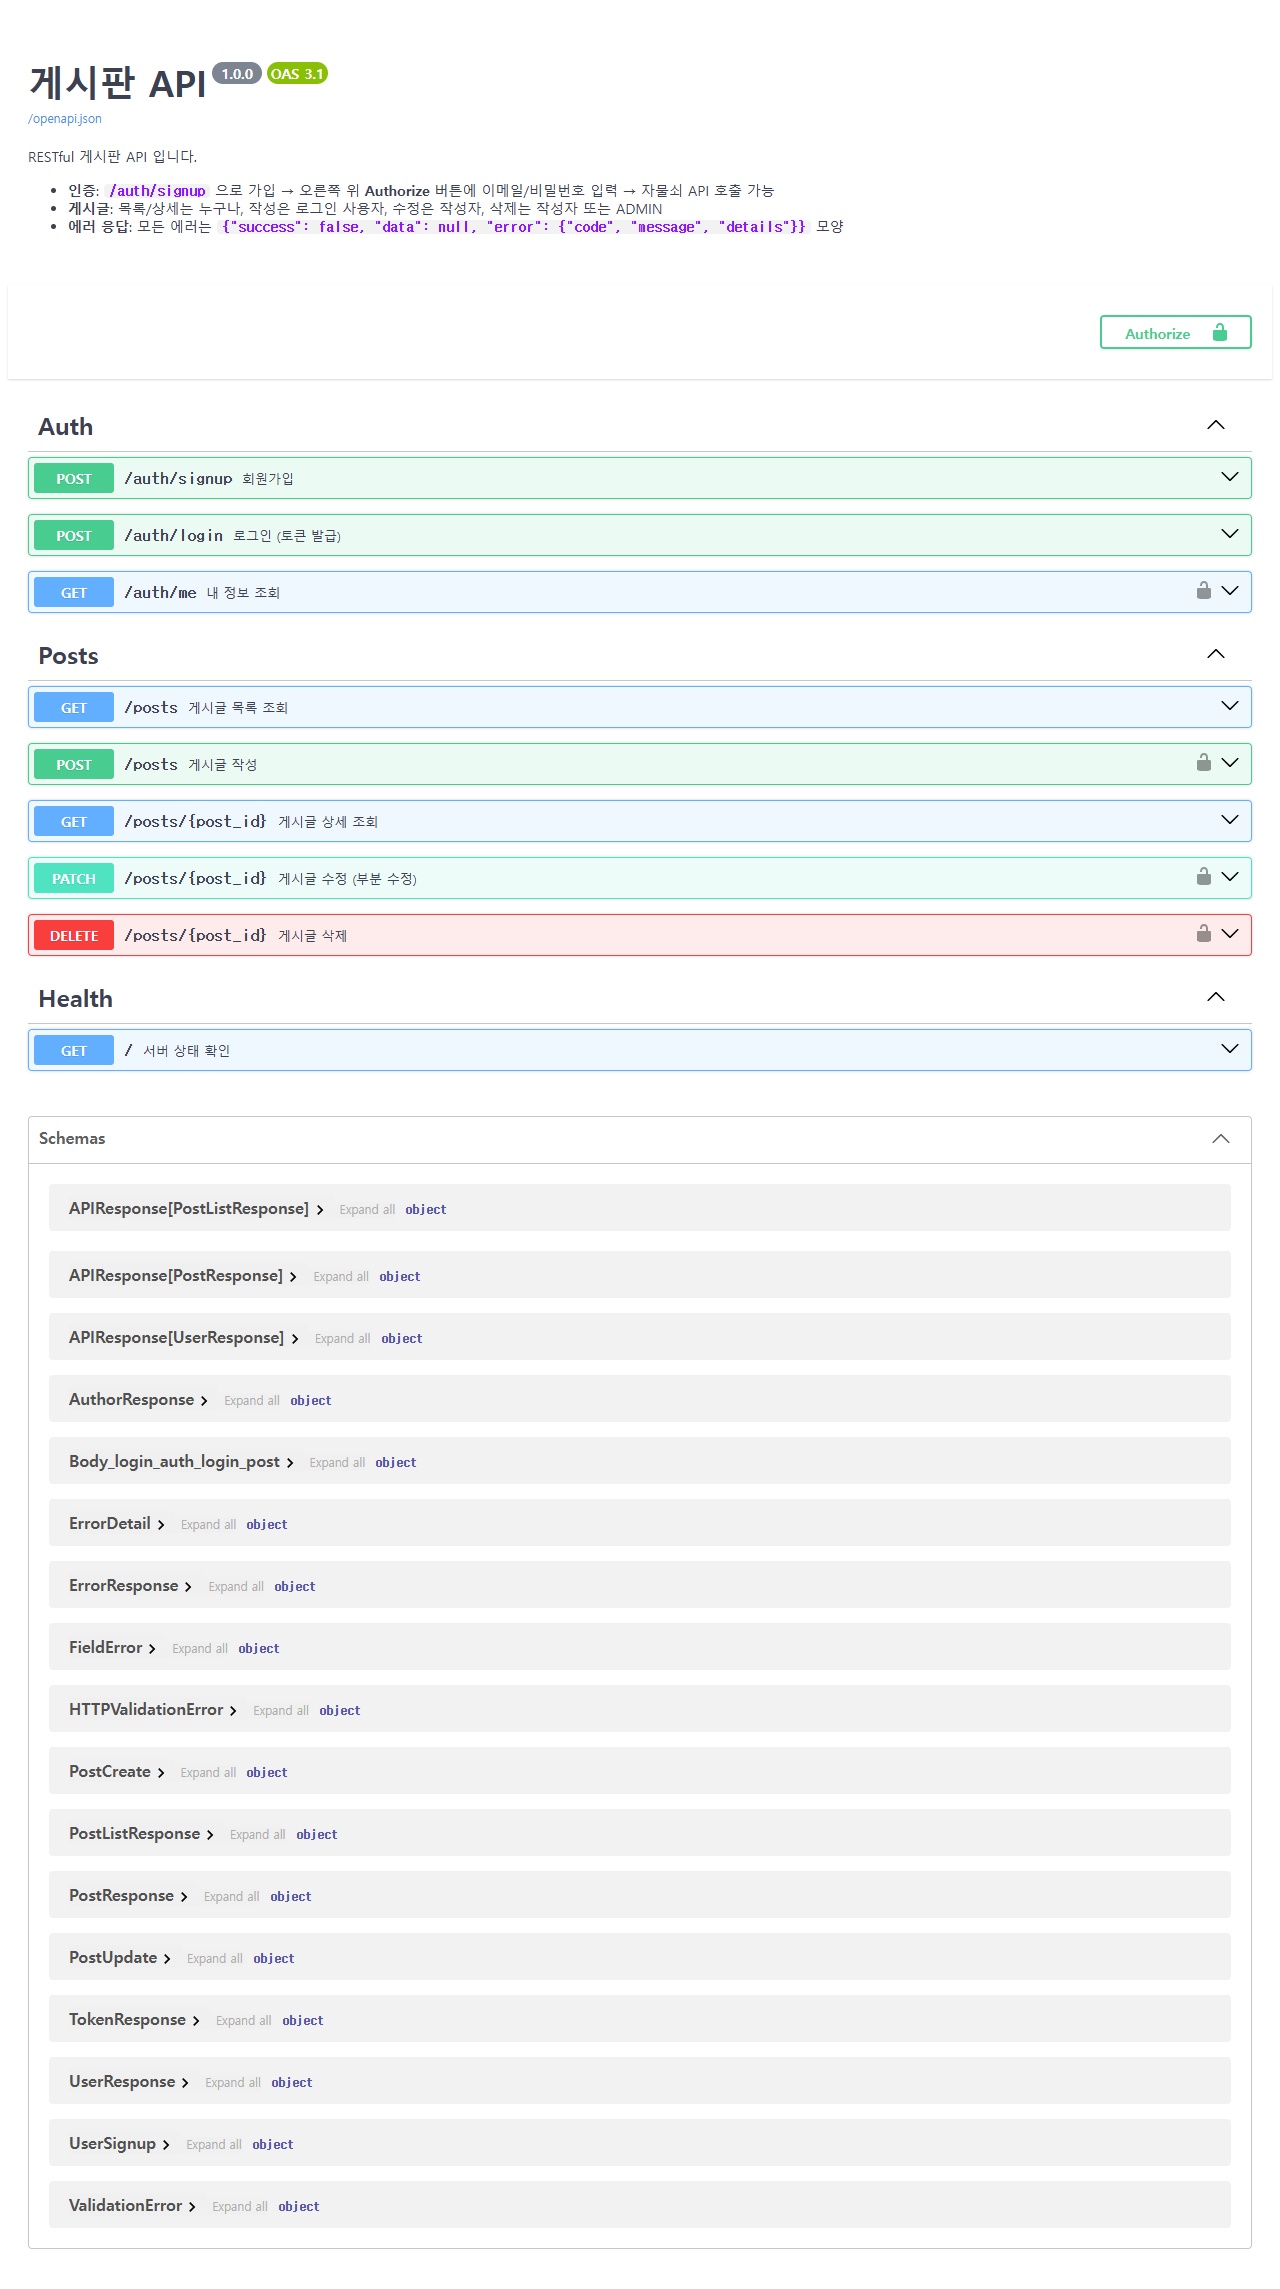 게시판 API 1.0.0 OAS 3.1
/openapi.json
RESTful 게시판 API 입니다.
인증: /auth/signup 으로 가입 → 오른쪽 위 Authorize 버튼에 이메일/비밀번호 입력 → 자물쇠 API 호출 가능
게시글: 목록/상세는 누구나, 작성은 로그인 사용자, 수정은 작성자, 삭제는 작성자 또는 ADMIN
에러 응답: 모든 에러는 {"success": false, "data": null, "error": {"code", "message", "details"}} 모양
Authorize
Auth
POST /auth/signup 회원가입
POST /auth/login 로그인 (토큰 발급)
GET /auth/me 내 정보 조회
Posts
GET /posts 게시글 목록 조회
POST /posts 게시글 작성
GET /posts/{post_id} 게시글 상세 조회
PATCH /posts/{post_id} 게시글 수정 (부분 수정)
DELETE /posts/{post_id} 게시글 삭제
Health
GET / 서버 상태 확인
Schemas
APIResponse[PostListResponse] Expand all object
APIResponse[PostResponse] Expand all object
APIResponse[UserResponse] Expand all object
AuthorResponse Expand all object
Body_login_auth_login_post Expand all object
ErrorDetail Expand all object
ErrorResponse Expand all object
FieldError Expand all object
HTTPValidationError Expand all object
PostCreate Expand all object
PostListResponse Expand all object
PostResponse Expand all object
PostUpdate Expand all object
TokenResponse Expand all object
UserResponse Expand all object
UserSignup Expand all object
ValidationError Expand all object